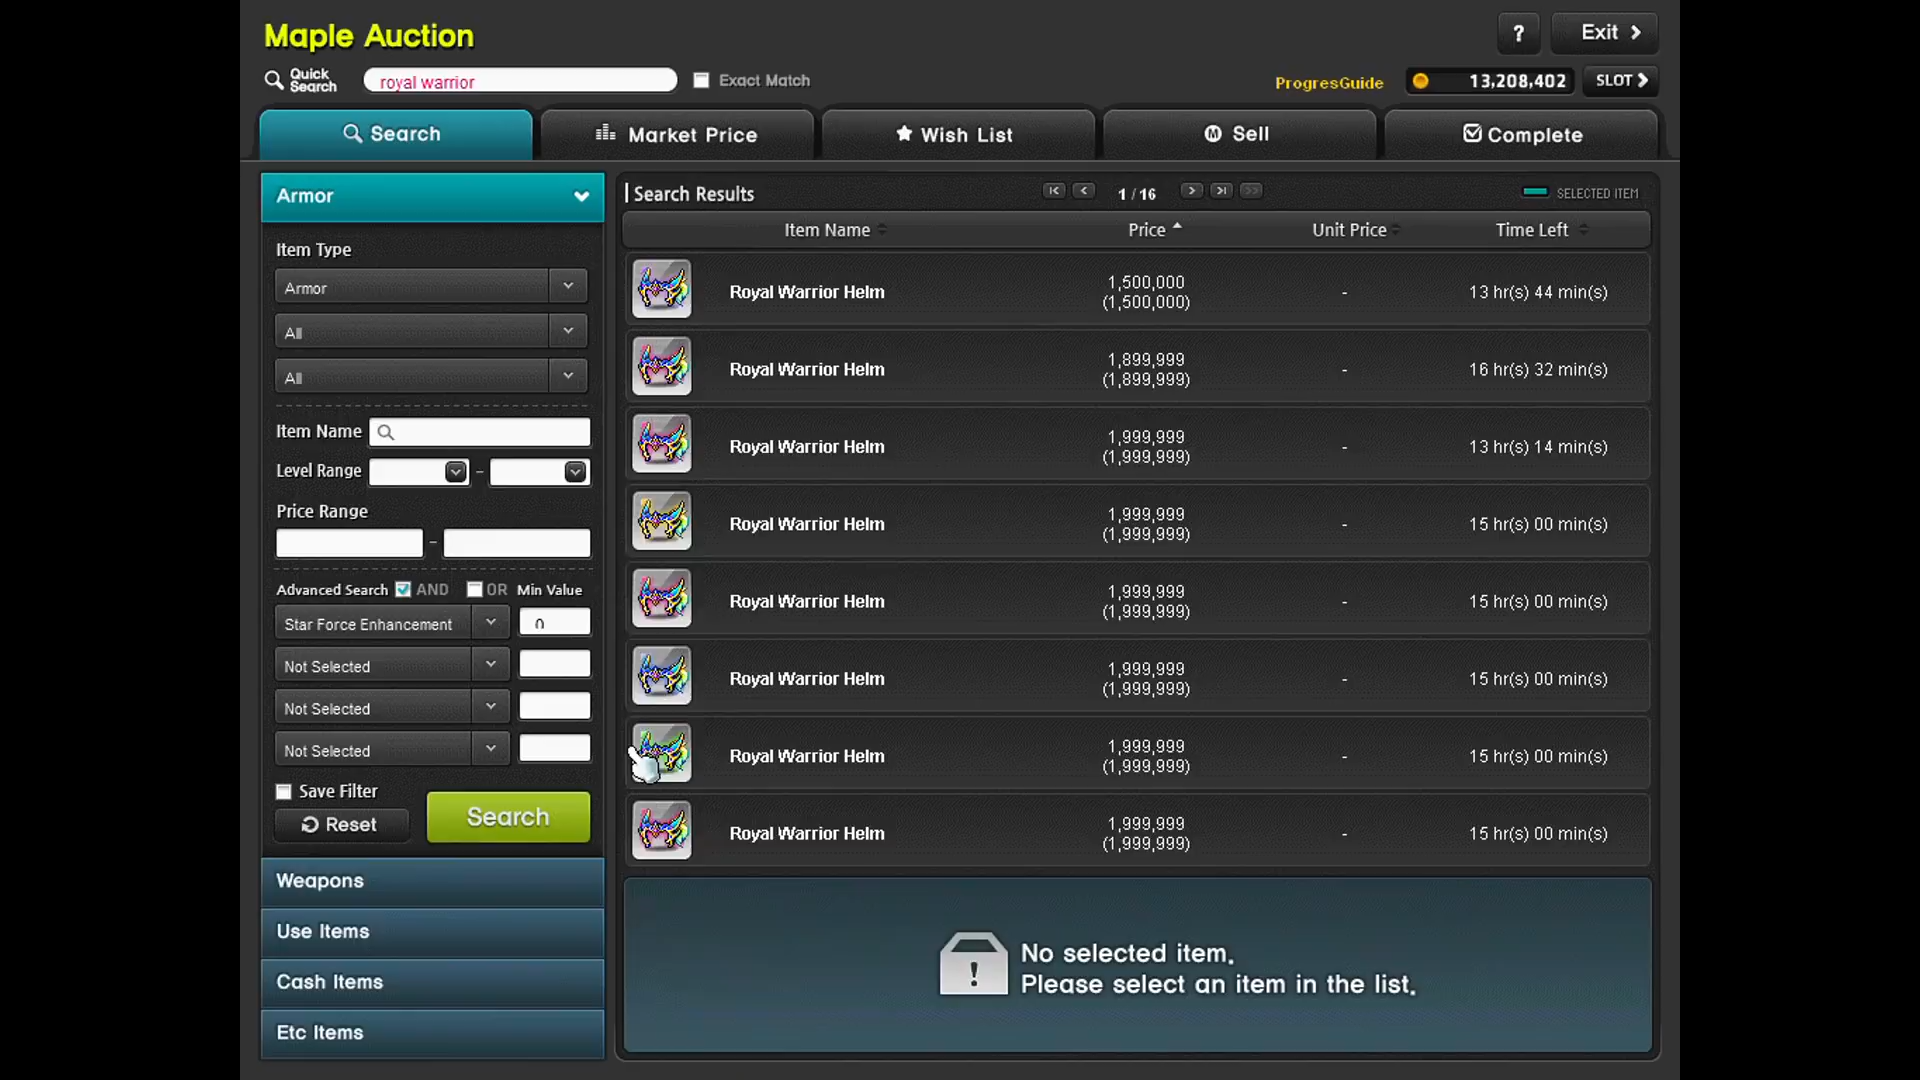 Maple Auction
? Exit >
Quick Search
royal warrior
Exact Match
ProgresGuide
13,208,402
SLOT >
Search
Market Price
Wish List
Sell
Complete
Armor
Item Type
Armor
All
All
Item Name
Level Range -
Price Range
-
Advanced Search AND OR Min Value
Star Force Enhancement 0
Not Selected
Not Selected
Not Selected
Save Filter
Reset
Search
Weapons
Use Items
Cash Items
Etc Items
Search Results
1 / 16
SELECTED ITEM
Item Name Price Unit Price Time Left
Royal Warrior Helm 1,500,000 (1,500,000) - 13 hr(s) 44 min(s)
Royal Warrior Helm 1,899,999 (1,899,999) - 16 hr(s) 32 min(s)
Royal Warrior Helm 1,999,999 (1,999,999) - 13 hr(s) 14 min(s)
Royal Warrior Helm 1,999,999 (1,999,999) - 15 hr(s) 00 min(s)
Royal Warrior Helm 1,999,999 (1,999,999) - 15 hr(s) 00 min(s)
Royal Warrior Helm 1,999,999 (1,999,999) - 15 hr(s) 00 min(s)
Royal Warrior Helm 1,999,999 (1,999,999) - 15 hr(s) 00 min(s)
Royal Warrior Helm 1,999,999 (1,999,999) - 15 hr(s) 00 min(s)
No selected item.
Please select an item in the list.